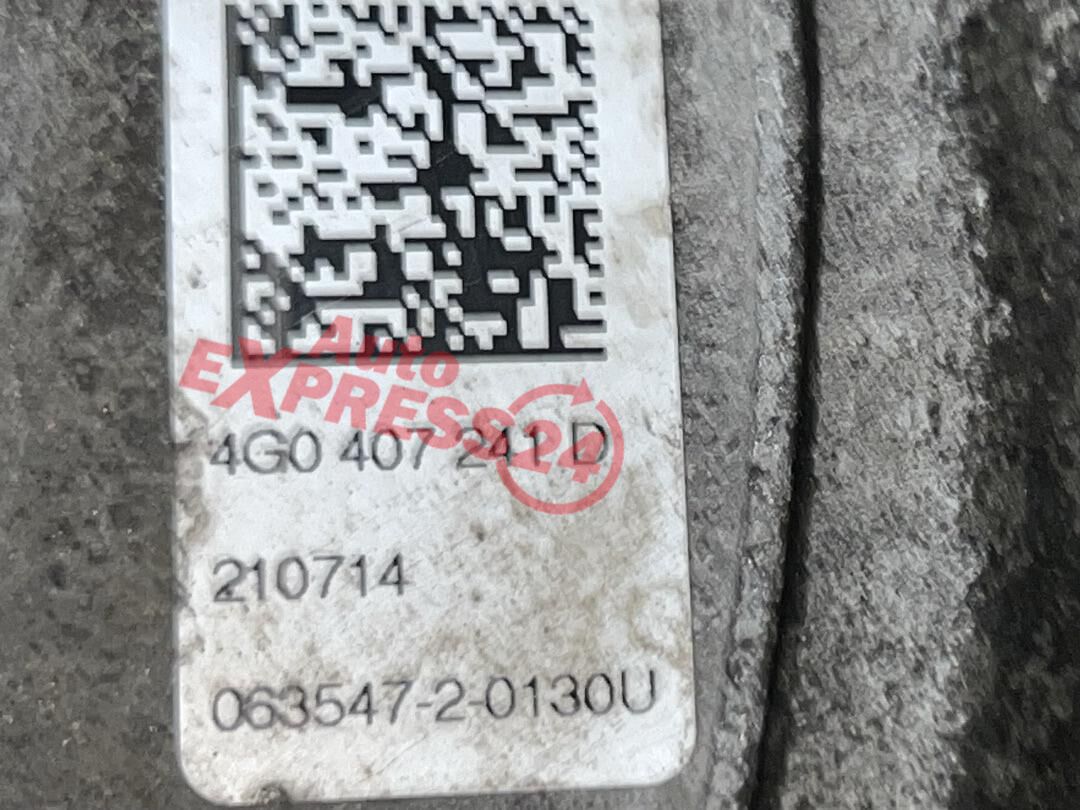 Auto
EXPRESS24
4G0 407 241 D
210714
063547-2-0130U